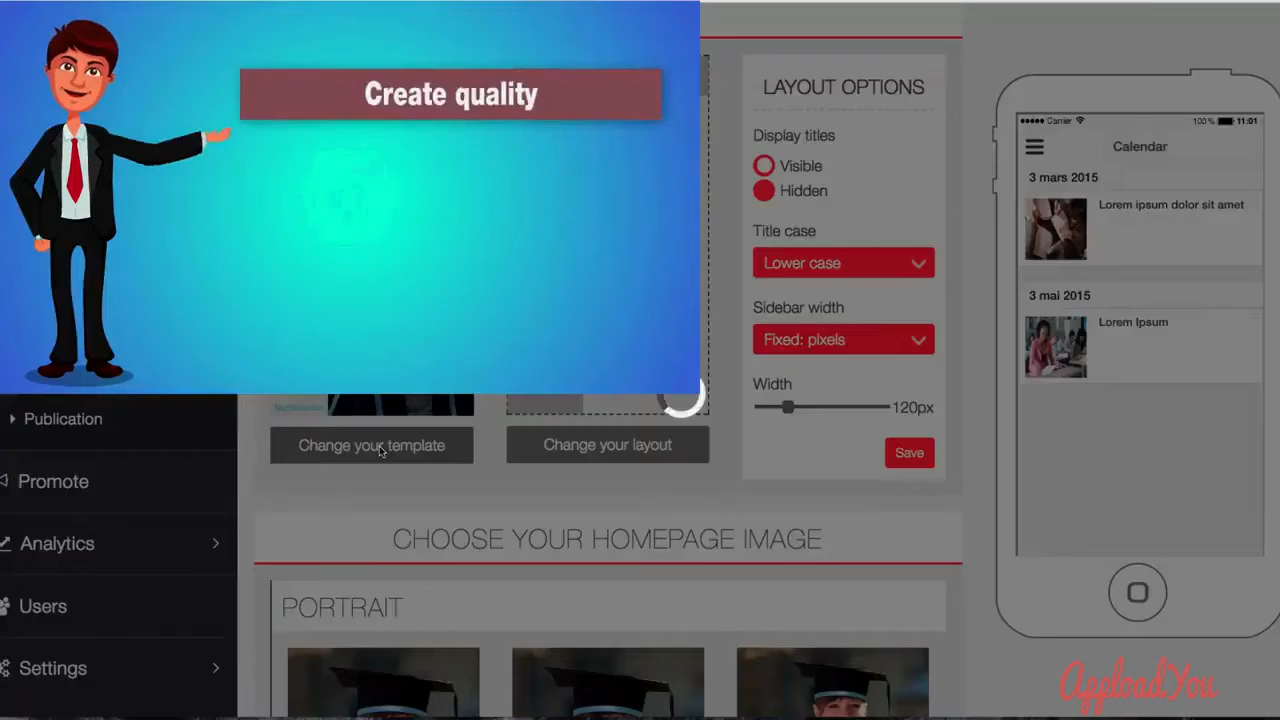 Create quality
LAYOUT OPTIONS
Display titles
Visible
Hidden
Title case
Lower case
Sidebar width
Fixed: pixels
Width
120px
Save
Change your template
Change your layout
CHOOSE YOUR HOMEPAGE IMAGE
PORTRAIT
Publication
Promote
Analytics
Users
Settings
Carrier 100 % 11:01
Calendar
3 mars 2015
Lorem ipsum dolor sit amet
3 mai 2015
Lorem Ipsum
ApploadYou